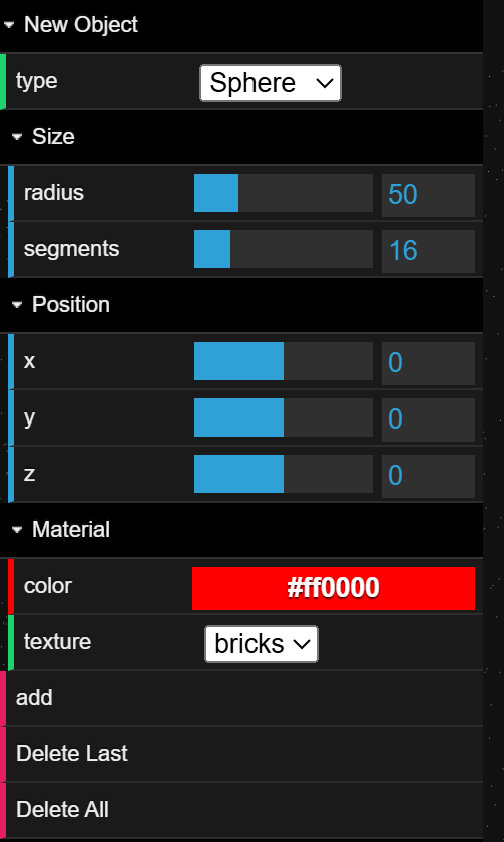 New Object
type Sphere
Size
radius 50
segments 16
Position
x 0
y 0
z 0
Material
color #ff0000
texture bricks
add
Delete Last
Delete All